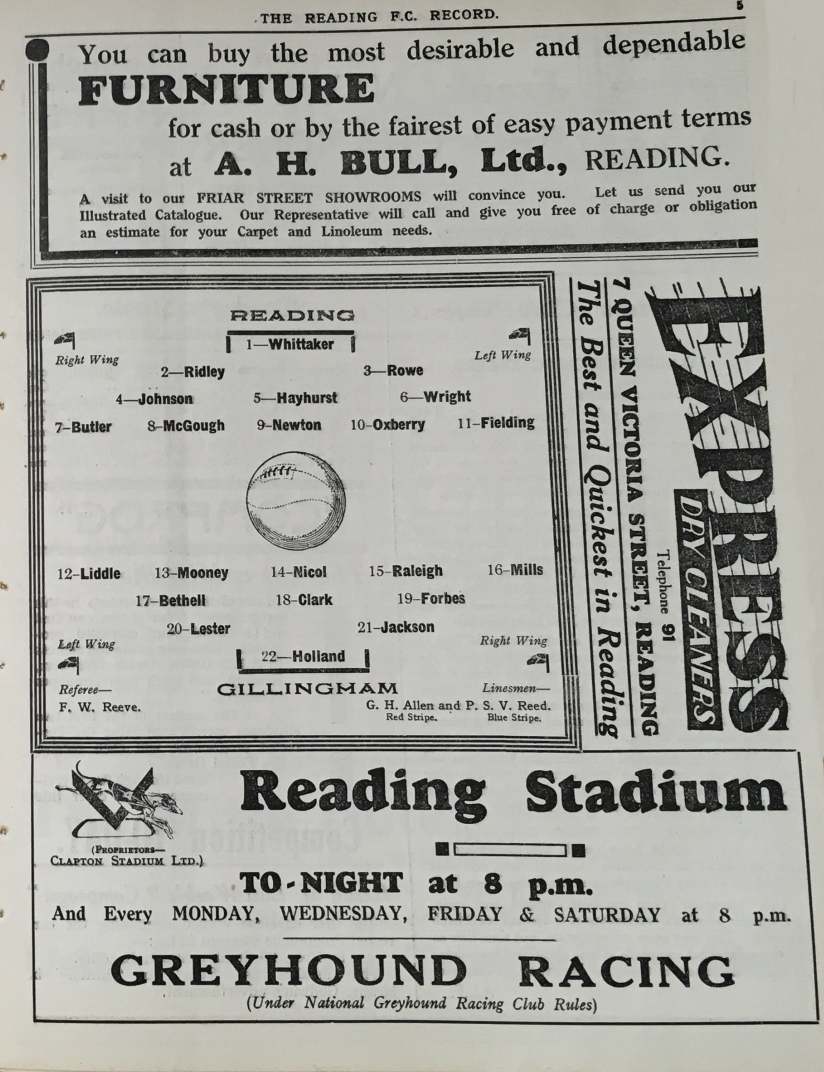 THE READING F.C. RECORD.
5
You can buy the most desirable and dependable
FURNITURE
for cash or by the fairest of easy payment terms
at A. H. BULL, Ltd., READING.
A visit to our FRIAR STREET SHOWROOMS will convince you. Let us send you our
Illustrated Catalogue. Our Representative will call and give you free of charge or obligation
an estimate for your Carpet and Linoleum needs.
READING
Right Wing
1—Whittaker
Left Wing
2—Ridley 3—Rowe
4—Johnson 5—Hayhurst 6—Wright
7-Butler 8-McGough 9-Newton 10-Oxberry 11-Fielding
12-Liddle 13-Mooney 14-Nicol 15-Raleigh 16-Mills
17-Bethell 18-Clark 19-Forbes
20-Lester 21-Jackson
Left Wing
22—Holland
Right Wing
Referee—
GILLINGHAM
Linesmen—
F. W. Reeve.
G. H. Allen and P. S. V. Reed.
Red Stripe. Blue Stripe.
EXPRESS
DRY CLEANERS
Telephone 91
7 QUEEN VICTORIA STREET, READING
The Best and Quickest in Reading
(PROPRIETORS—
CLAPTON STADIUM LTD.)
Reading Stadium
TO-NIGHT at 8 p.m.
And Every MONDAY, WEDNESDAY, FRIDAY & SATURDAY at 8 p.m.
GREYHOUND RACING
(Under National Greyhound Racing Club Rules)